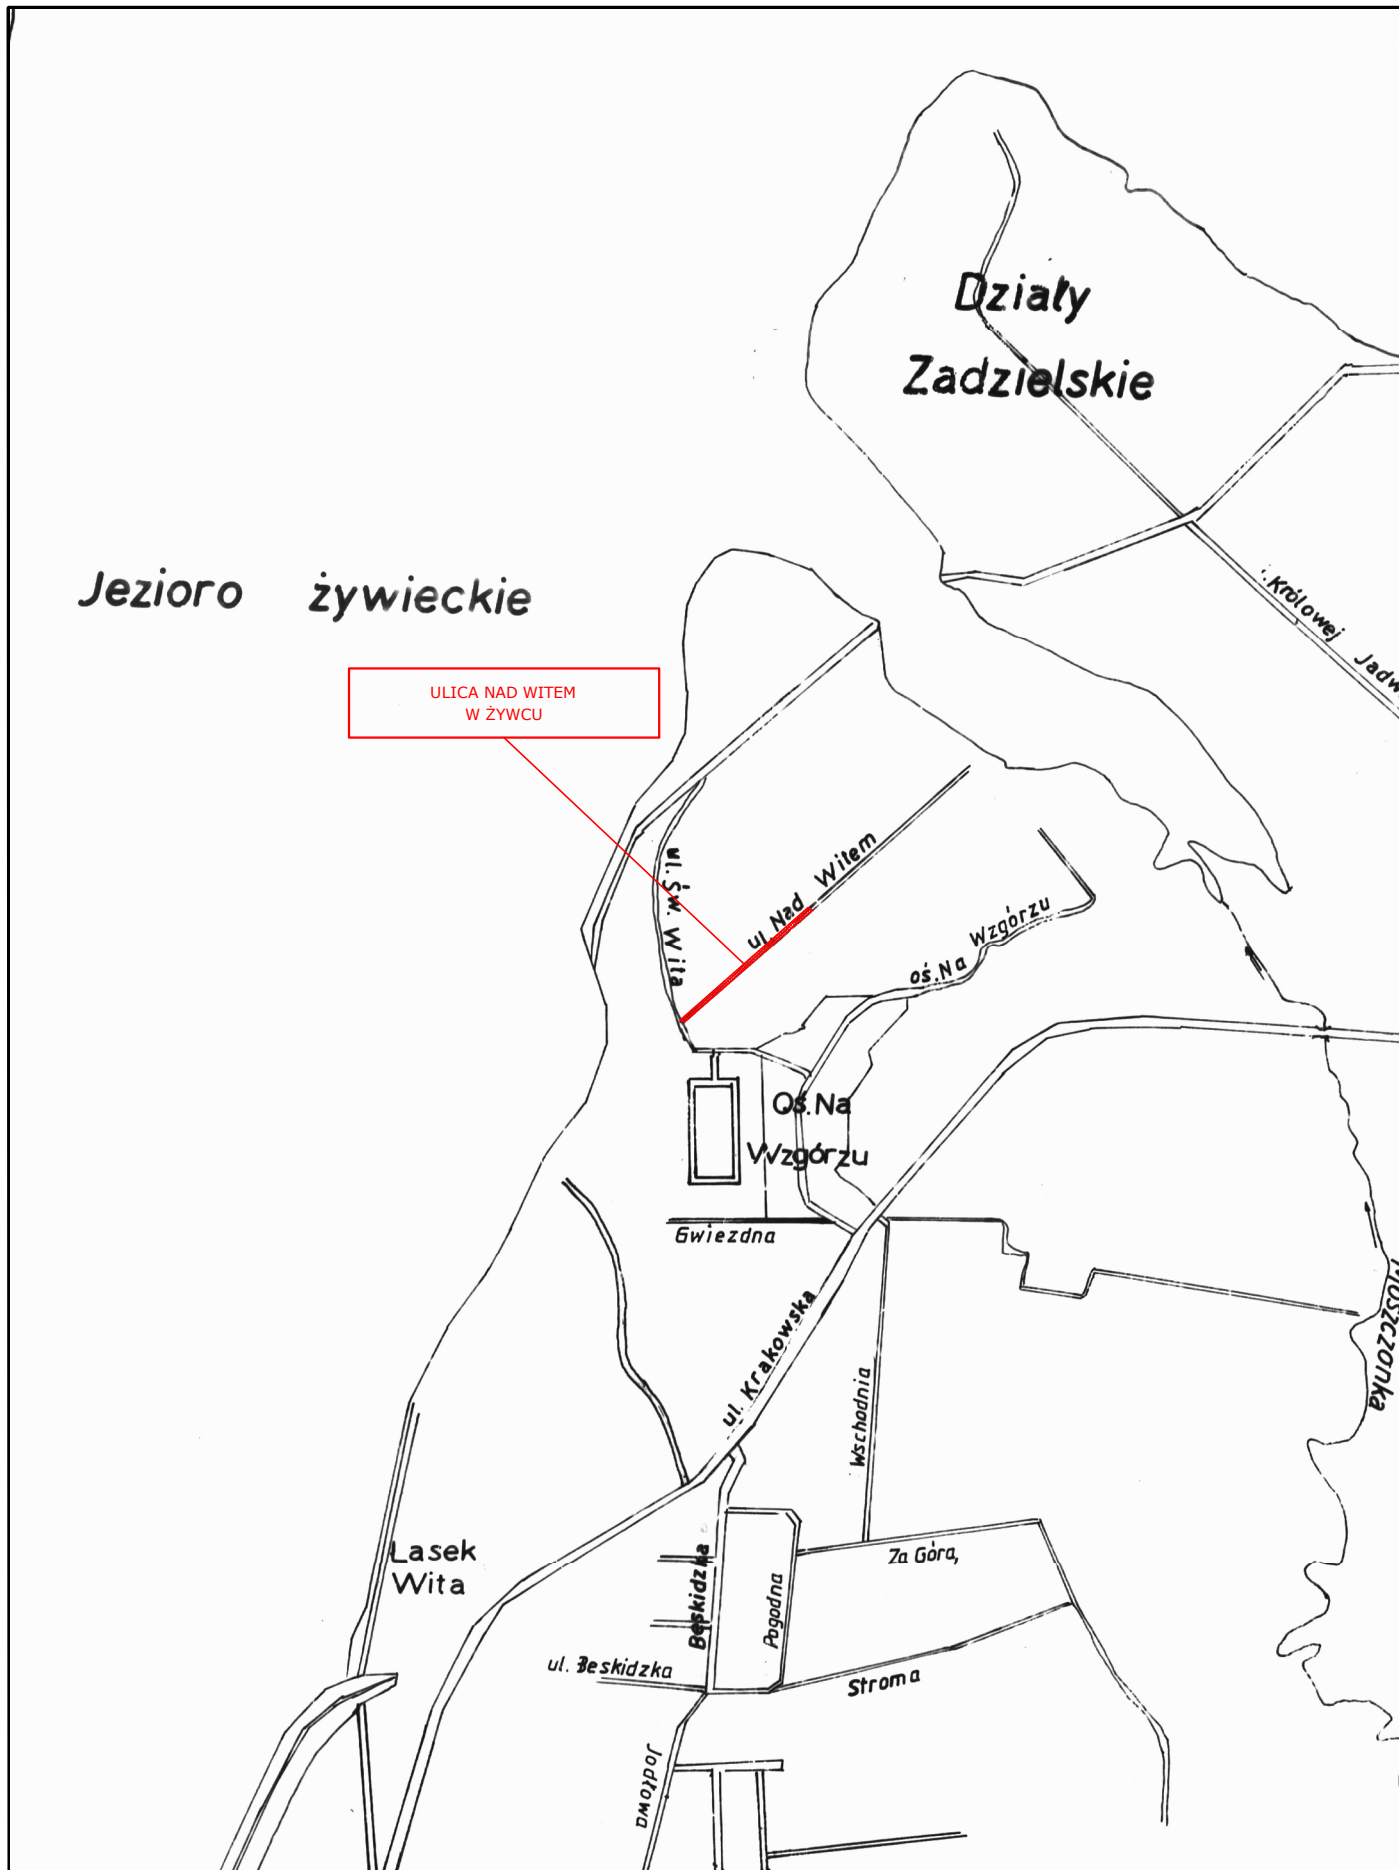 Działy
Zadzielskie
Jezioro żywieckie
Królowej Jadw
ULICA NAD WITEM
W ŻYWCU
ul. Św. Wita
ul. Nad Witem
oś. Na Wzgórzu
Oś. Na
Wzgórzu
Gwiezdna
ul. Krakowska
Wschodnia
Moszczonka
Lasek
Wita
Za Górą,
Beskidzka
Pogodna
ul. Beskidzka
Stroma
Jodłowa